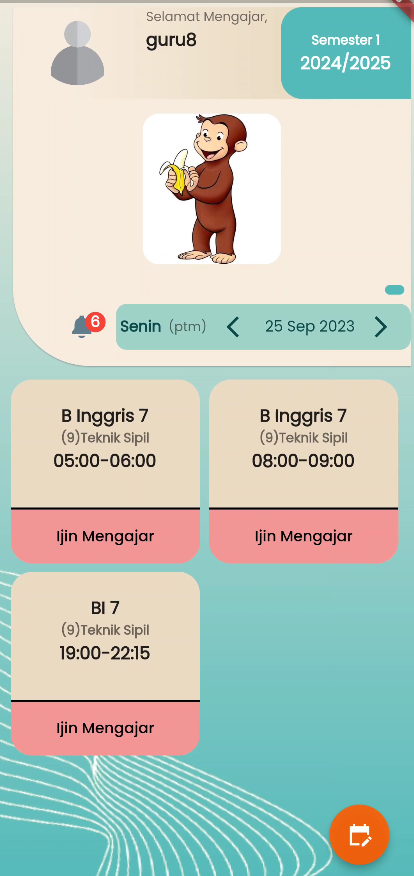 Selamat Mengajar,
guru8
Semester 1
2024/2025
6
Senin (ptm) 25 Sep 2023
B Inggris 7
(9)Teknik Sipil
05:00-06:00
Ijin Mengajar
B Inggris 7
(9)Teknik Sipil
08:00-09:00
Ijin Mengajar
BI 7
(9)Teknik Sipil
19:00-22:15
Ijin Mengajar